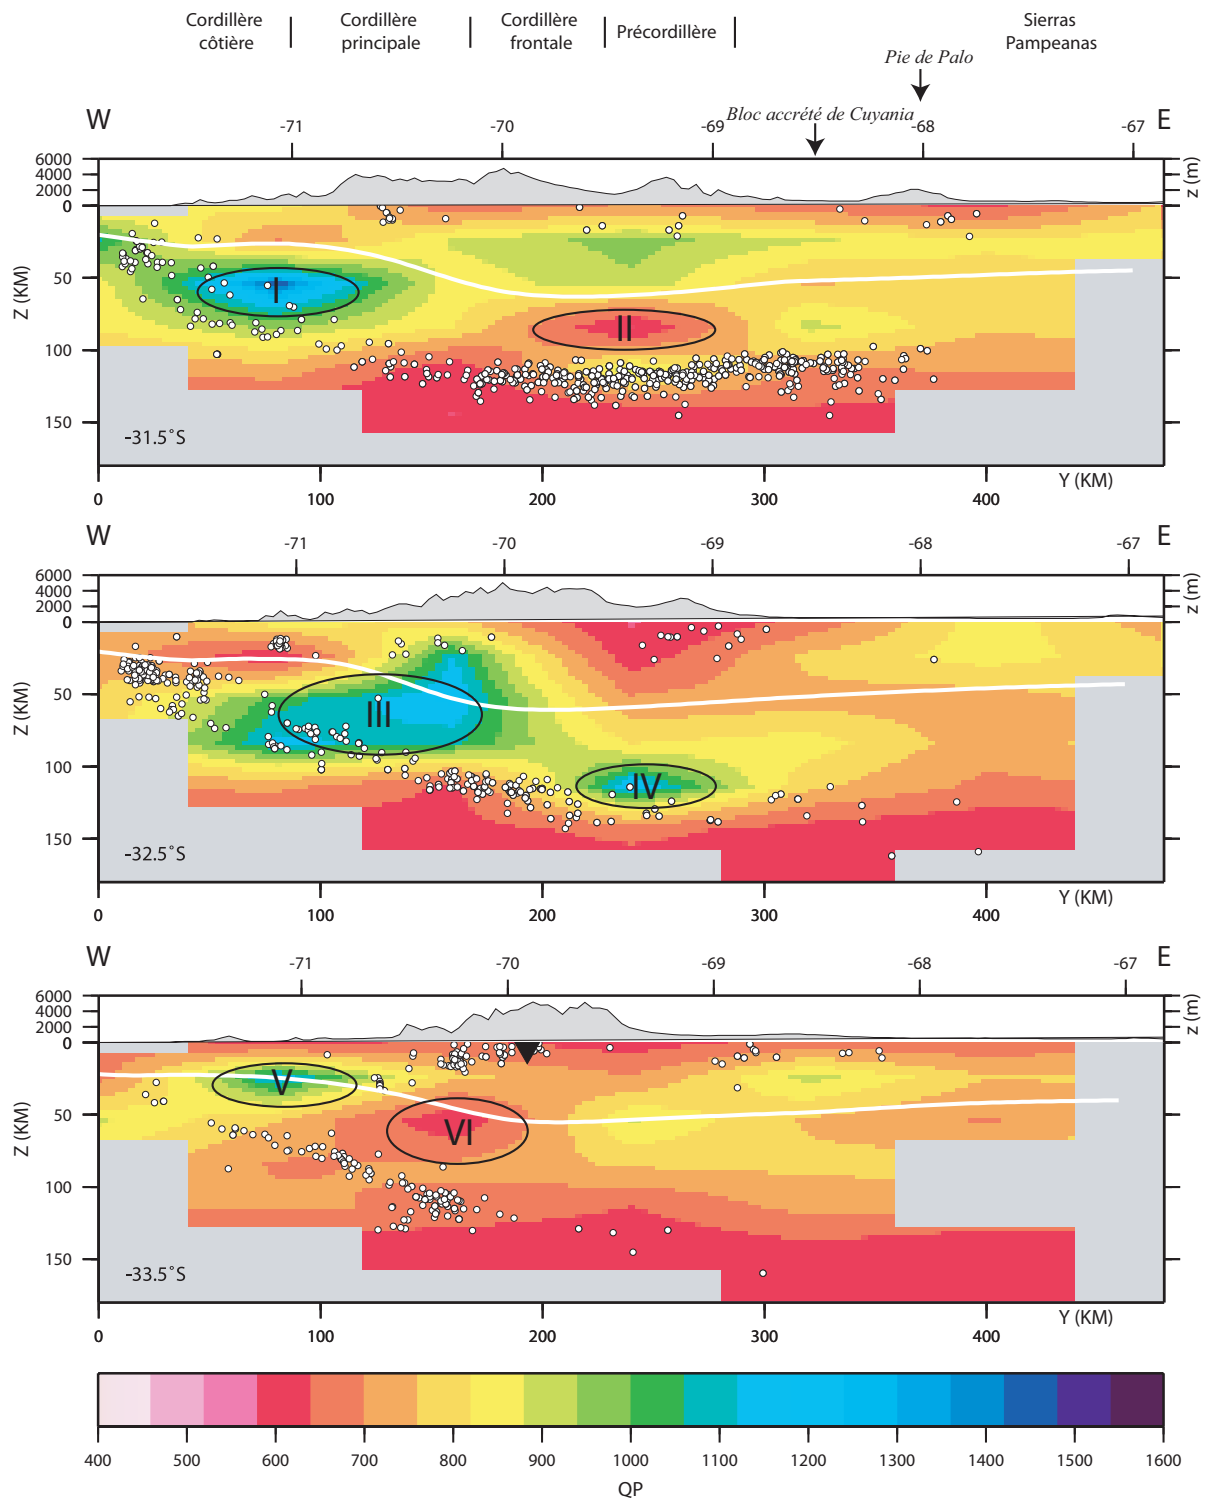 Cordillère côtière
Cordillère principale
Cordillère frontale
Précordillère
Sierras Pampeanas
Pie de Palo
Bloc accrété de Cuyania
W -71 -70 -69 -68 -67 E
6000
4000
2000
0
z (m)
50
100
150
Z (KM)
I
II
-31.5°S
0 100 200 300 400 Y (KM)
W -71 -70 -69 -68 -67 E
6000
4000
2000
0
z (m)
50
100
150
Z (KM)
III
IV
-32.5°S
0 100 200 300 400 Y (KM)
W -71 -70 -69 -68 -67 E
6000
4000
2000
0
z (m)
50
100
150
Z (KM)
V
VI
-33.5°S
0 100 200 300 400 Y (KM)
400 500 600 700 800 900 1000 1100 1200 1300 1400 1500 1600
QP